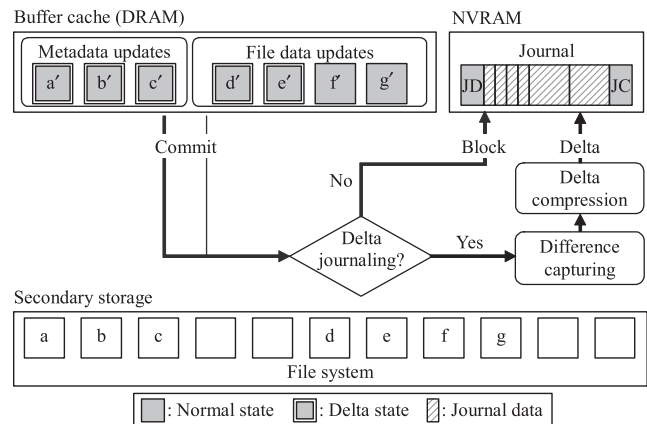 Buffer cache (DRAM)
NVRAM
Metadata updates
File data updates
Journal
a′ b′ c′ d′ e′ f′ g′
JD JC
Commit
Block
Delta
No
Delta
compression
Delta
journaling?
Yes
Difference
capturing
Secondary storage
a b c d e f g
File system
: Normal state : Delta state : Journal data